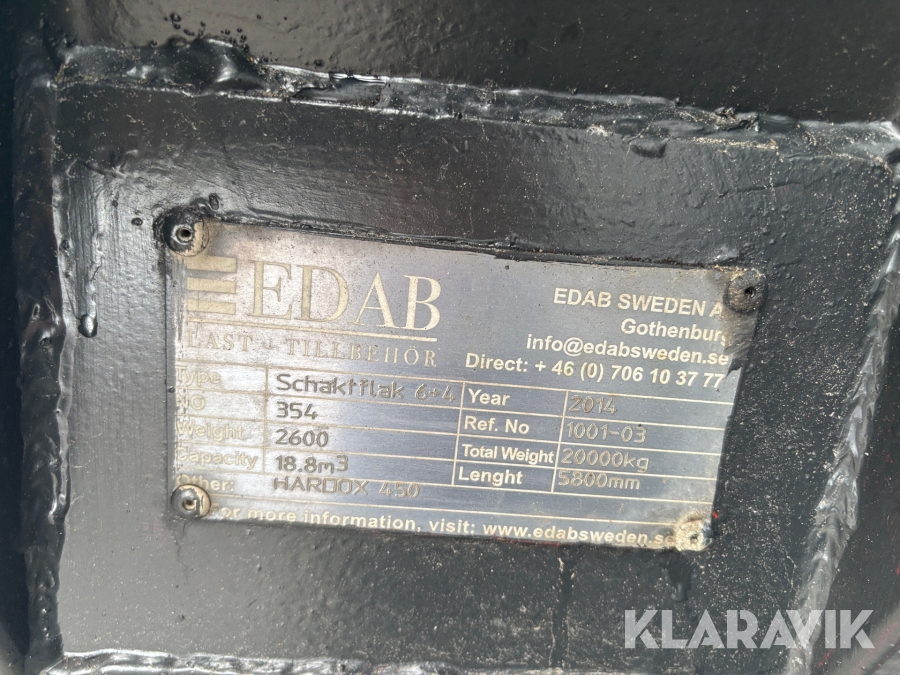 EDAB
LAST - TILLBEHÖR
EDAB SWEDEN A
Gothenburg
info@edabsweden.se
Direct: + 46 (0) 706 10 37 77
Type Schaktflak 6+4 Year 2014
NO 354 Ref. No 1001-03
Weight 2600 Total Weight 20000kg
Capacity 18.8m3 Lenght 5800mm
Other: HARDOX 450
For more information, visit: www.edabsweden.se
KLARAVIK